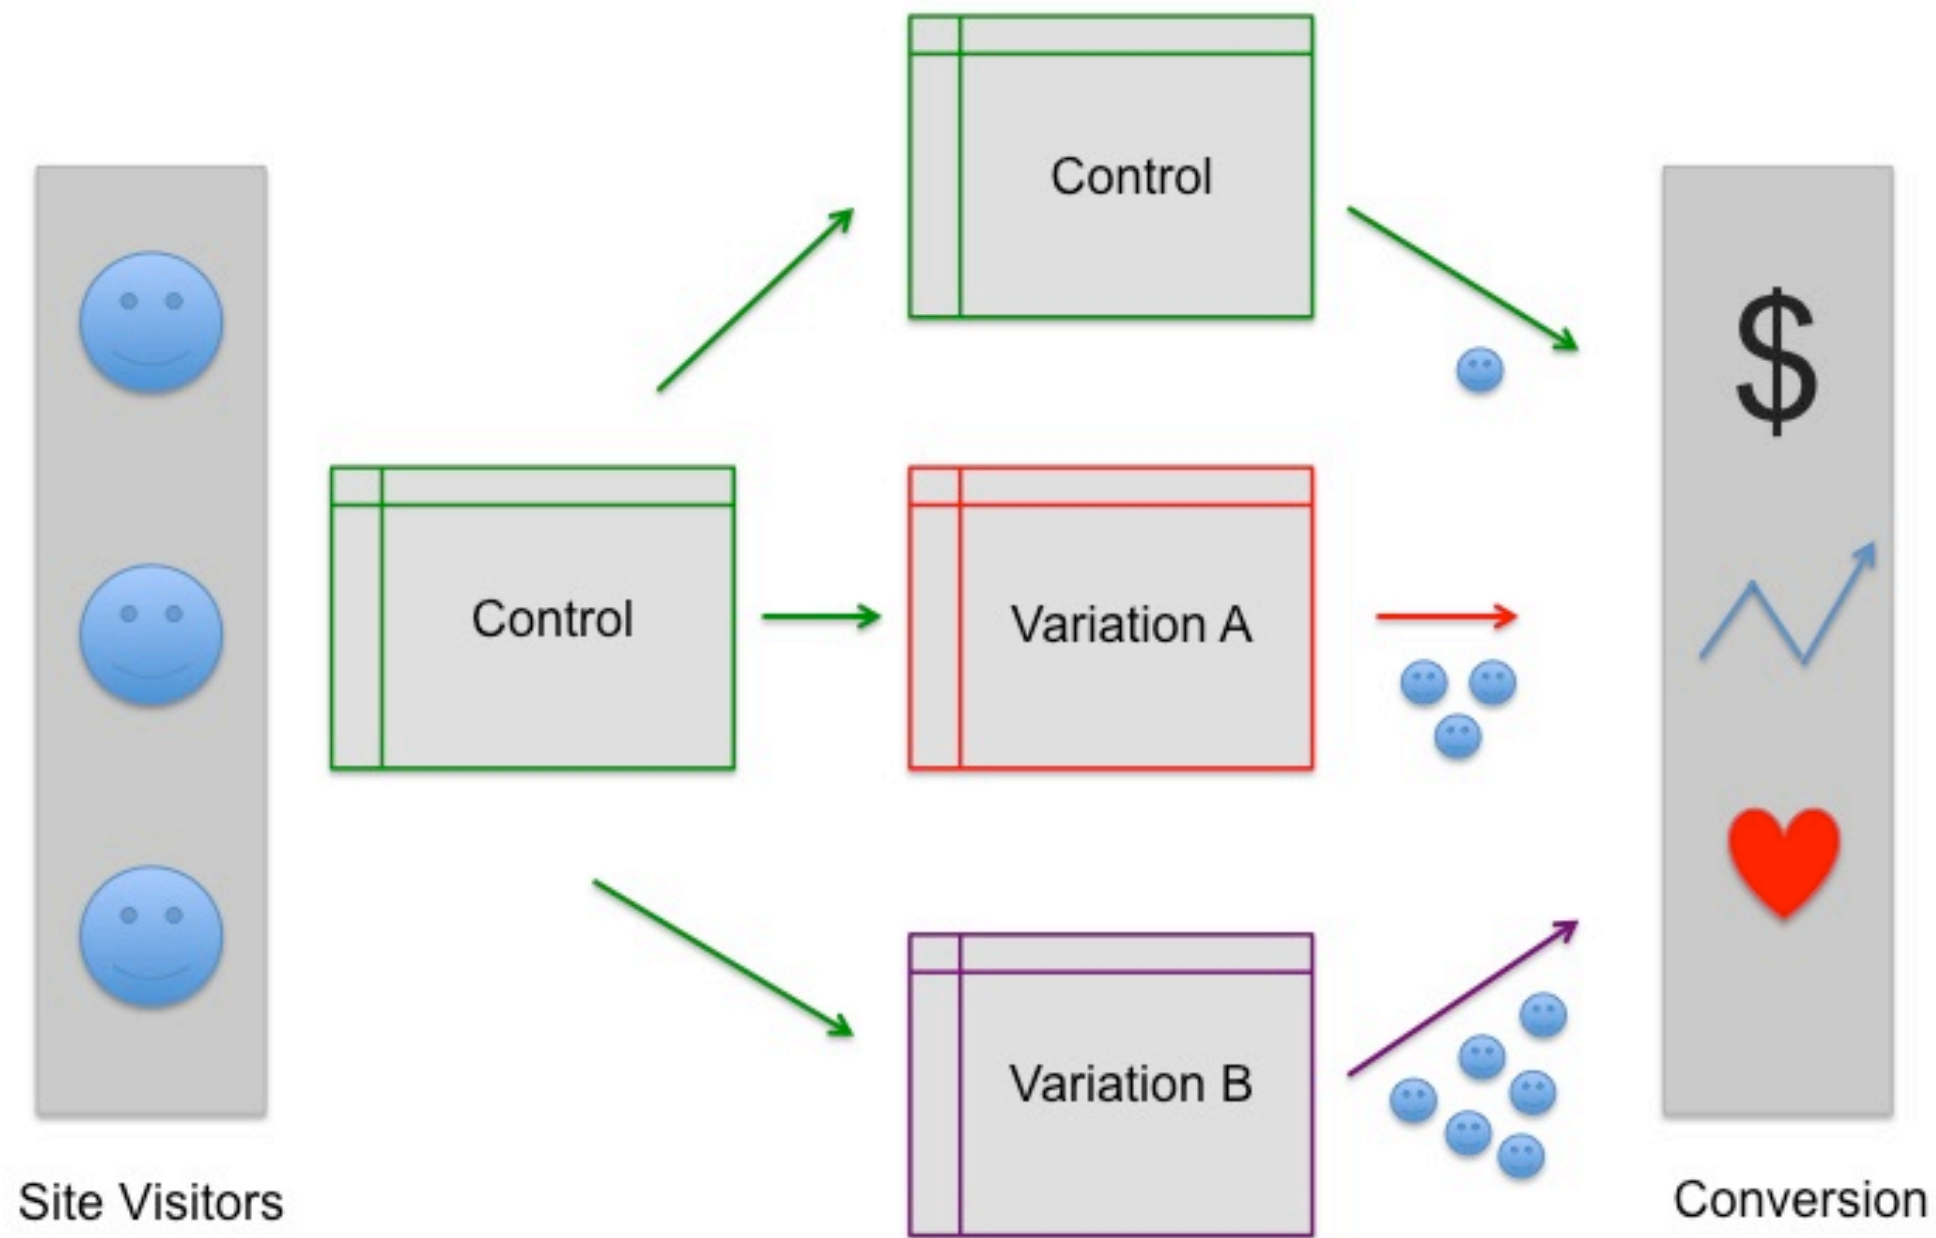 Control
Control
Variation A
Variation B
$
Site Visitors
Conversion